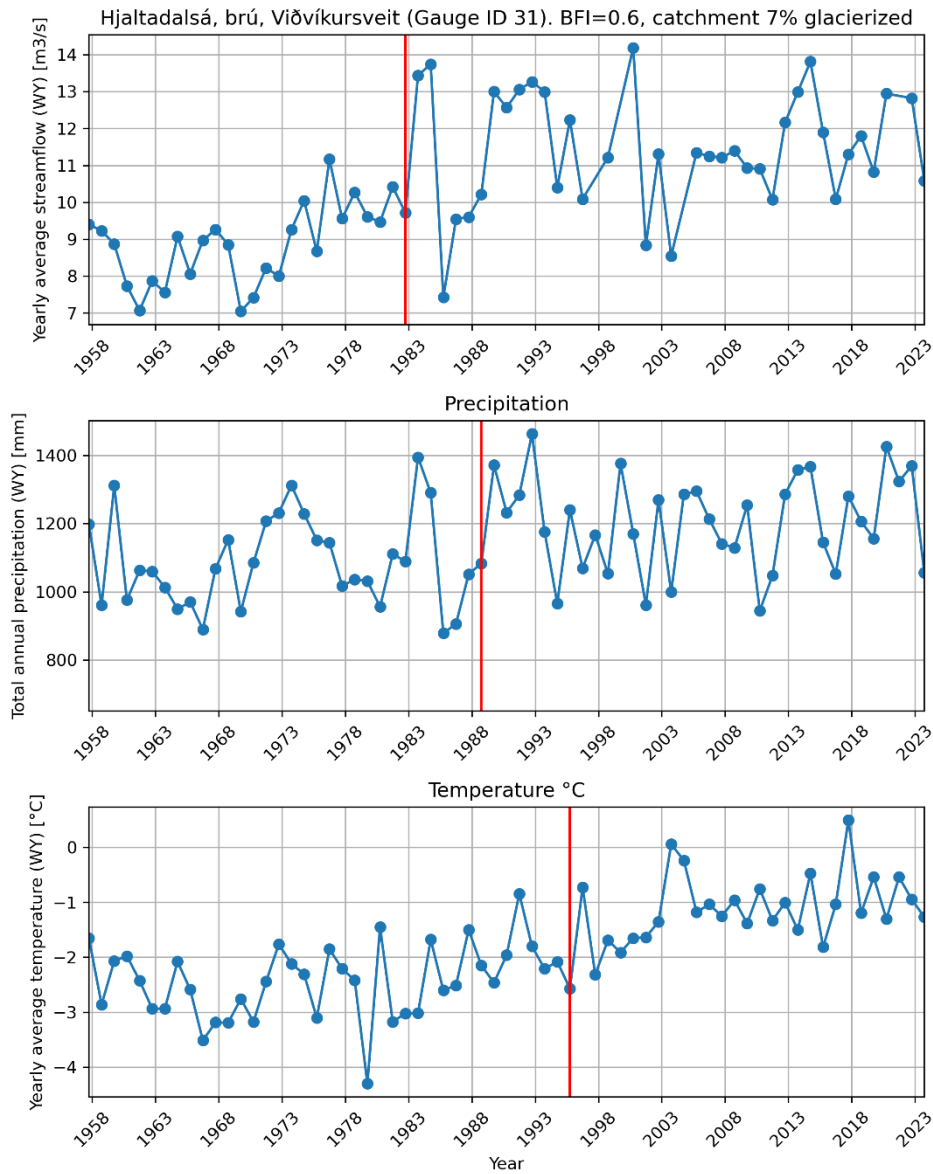 Hjaltadalsá, brú, Viðvíkursveit (Gauge ID 31). BFI=0.6, catchment 7% glacierized
Yearly average streamflow (WY) [m3/s]
14
13
12
11
10
9
8
7
1958 1963 1968 1973 1978 1983 1988 1993 1998 2003 2008 2013 2018 2023
Precipitation
Total annual precipitation (WY) [mm]
1400
1200
1000
800
1958 1963 1968 1973 1978 1983 1988 1993 1998 2003 2008 2013 2018 2023
Temperature °C
Yearly average temperature (WY) [°C]
0
−1
−2
−3
−4
1958 1963 1968 1973 1978 1983 1988 1993 1998 2003 2008 2013 2018 2023
Year